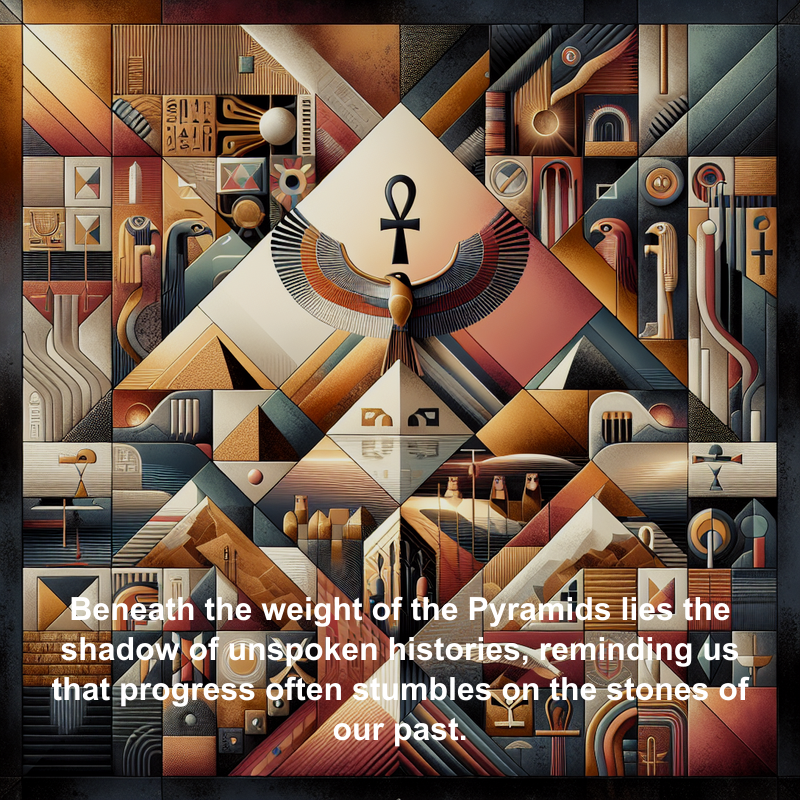 Beneath the weight of the Pyramids lies the
shadow of unspoken histories, reminding us
that progress often stumbles on the stones of
our past.